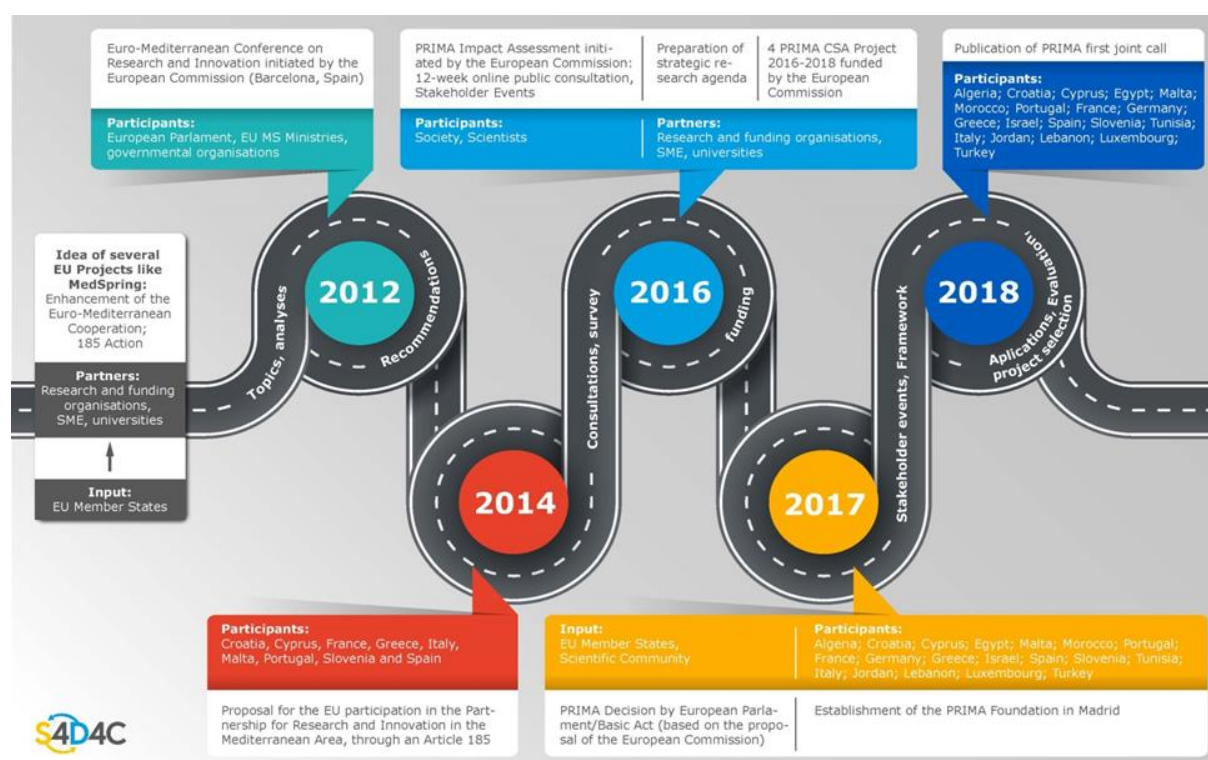 Euro-Mediterranean Conference on
Research and Innovation initiated by the
European Commission (Barcelona, Spain)
Participants:
European Parlament, EU MS Ministries,
governmental organisations
PRIMA Impact Assessment initi-
ated by the European Commission:
12-week online public consultation,
Stakeholder Events
Preparation of
strategic re-
search agenda
4 PRIMA CSA Project
2016-2018 funded
by the European
Commission
Participants:
Society, Scientists
Partners:
Research and funding organisations,
SME, universities
Publication of PRIMA first joint call
Participants:
Algeria; Croatia; Cyprus; Egypt; Malta;
Morocco; Portugal; France; Germany;
Greece; Israel; Spain; Slovenia; Tunisia;
Italy; Jordan; Lebanon; Luxembourg;
Turkey
Idea of several
EU Projects like
MedSpring:
Enhancement of the
Euro-Mediterranean
Cooperation;
185 Action
Partners:
Research and funding
organisations,
SME, universities
Input:
EU Member States
Topics, analyses
2012
Recommendations
2014
Consultations, survey
2016
funding
2017
Stakeholder events, Framework
2018
Aplications, Evaluation,
project selection
Participants:
Croatia, Cyprus, France, Greece, Italy,
Malta, Portugal, Slovenia and Spain
Proposal for the EU participation in the Part-
nership for Research and Innovation in the
Mediterranean Area, through an Article 185
Input:
EU Member States,
Scientific Community
PRIMA Decision by European Parla-
ment/Basic Act (based on the propo-
sal of the European Commission)
Participants:
Algeria; Croatia; Cyprus; Egypt; Malta; Morocco; Portugal;
France; Germany; Greece; Israel; Spain; Slovenia; Tunisia;
Italy; Jordan; Lebanon; Luxembourg; Turkey
Establishment of the PRIMA Foundation in Madrid
S4D4C